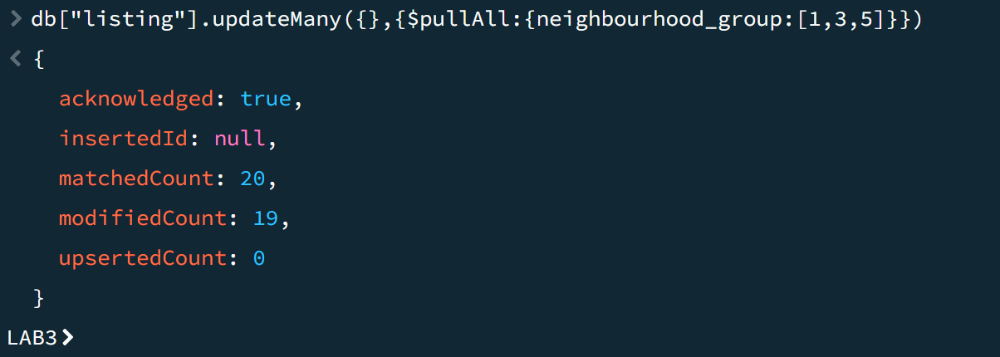 > db["listing"].updateMany({},{$pullAll:{neighbourhood_group:[1,3,5]}})
< {
acknowledged: true,
insertedId: null,
matchedCount: 20,
modifiedCount: 19,
upsertedCount: 0
}
LAB3>